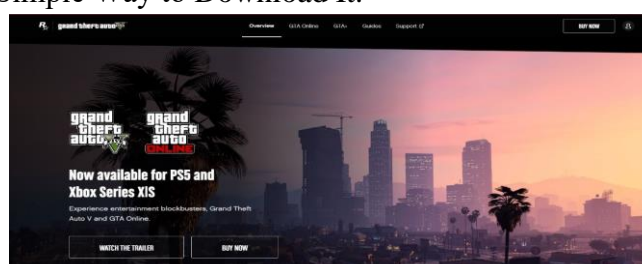 Simple Way to Download It.
R grand theft auto V Overview GTA Online GTA+ Guides Support BUY NOW
grand theft auto V grand theft auto ONLINE
Now available for PS5 and
Xbox Series X|S
Experience entertainment blockbusters, Grand Theft
Auto V and GTA Online.
WATCH THE TRAILER BUY NOW